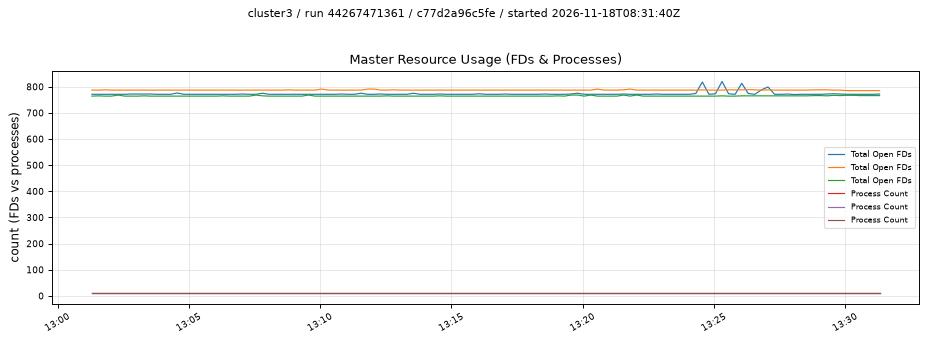 cluster3 / run 44267471361 / c77d2a96c5fe / started 2026-11-18T08:31:40Z
Master Resource Usage (FDs & Processes)
count (FDs vs processes)
800
700
600
500
400
300
200
100
0
Total Open FDs
Total Open FDs
Total Open FDs
Process Count
Process Count
Process Count
13:00
13:05
13:10
13:15
13:20
13:25
13:30